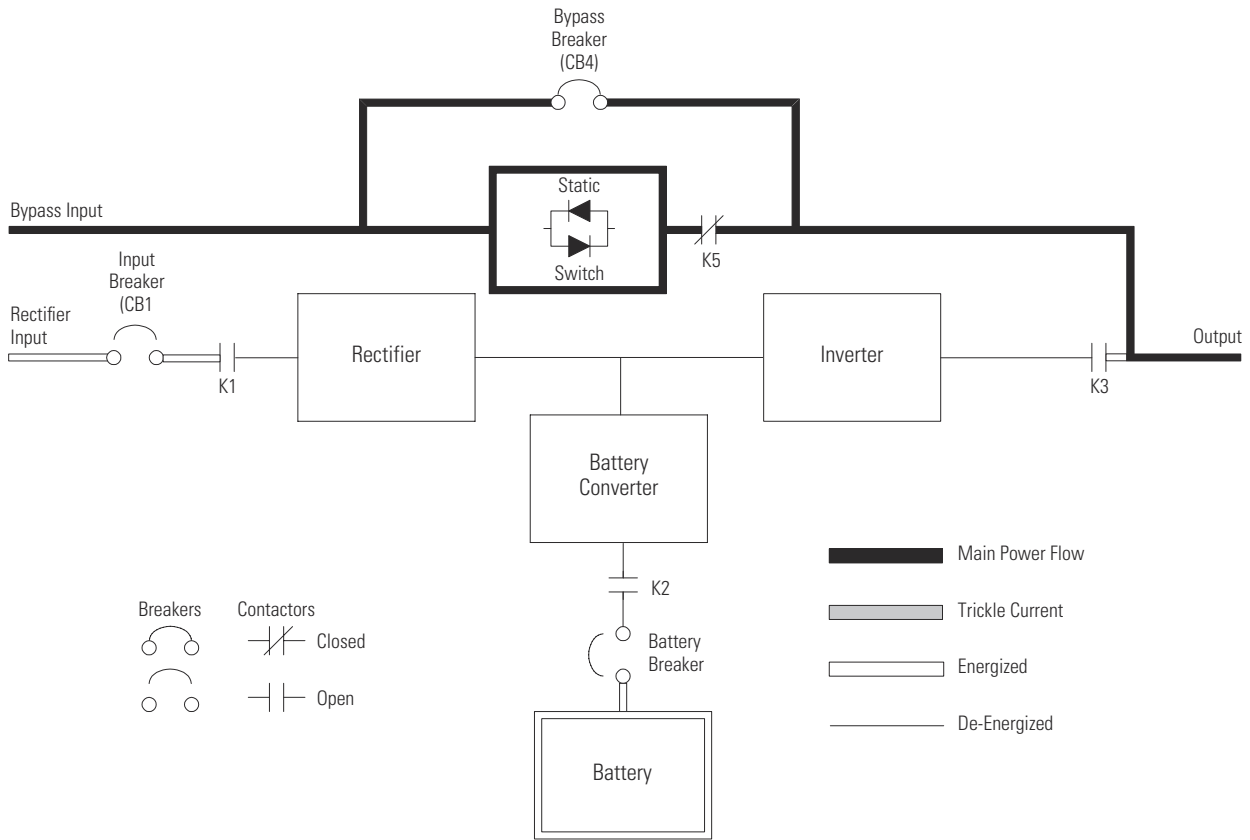 Bypass
Breaker
(CB4)
Static
Bypass Input
Switch
K5
Input
Breaker
(CB1
Rectifier
Input
K1
Rectifier
Inverter
K3
Output
Battery
Converter
K2
Battery
Breaker
Battery
Breakers
Contactors
Closed
Open
Main Power Flow
Trickle Current
Energized
De-Energized